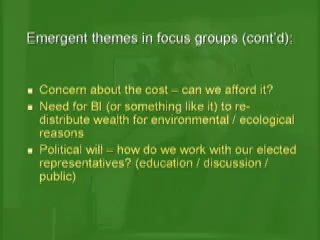 Emergent themes in focus groups (cont'd):
Concern about the cost – can we afford it?
Need for BI (or something like it) to re-
distribute wealth for environmental / ecological
reasons
Political will – how do we work with our elected
representatives? (education / discussion /
public)